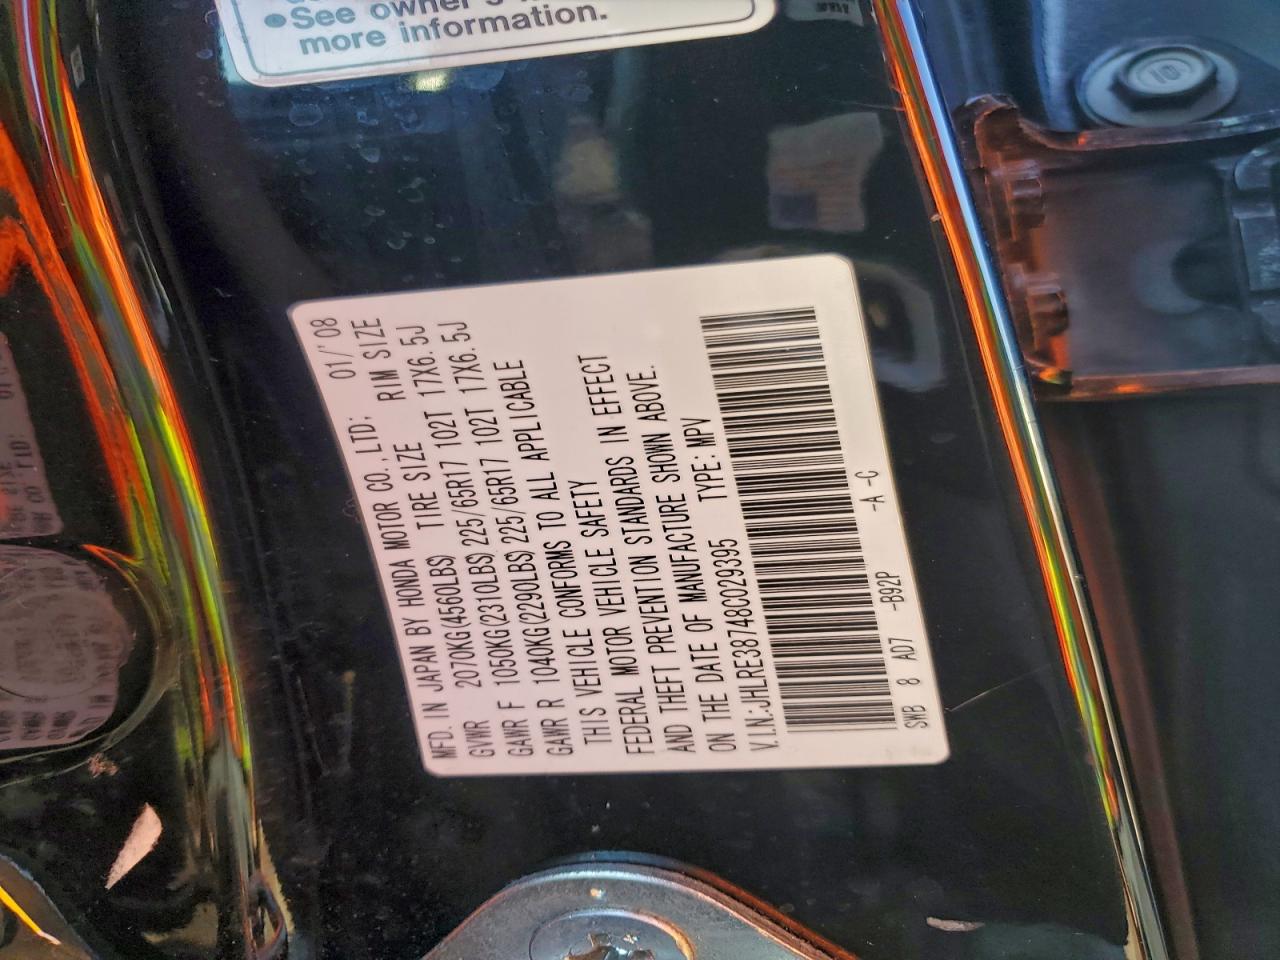 ● See owner's
more information.
MFD. IN JAPAN BY HONDA MOTOR CO., LTD: 01/'08
TIRE SIZE RIM SIZE
GVWR 2070KG(4560LBS)
GAWR F 1050KG(2310LBS) 225/65R17 102T 17X6.5J
GAWR R 1040KG(2290LBS) 225/65R17 102T 17X6.5J
THIS VEHICLE CONFORMS TO ALL APPLICABLE
FEDERAL MOTOR VEHICLE SAFETY
AND THEFT PREVENTION STANDARDS IN EFFECT
ON THE DATE OF MANUFACTURE SHOWN ABOVE.
V.I.N:JHLRE38748C029395 TYPE:MPV
SWB 8 AD7 -B92P -A -C